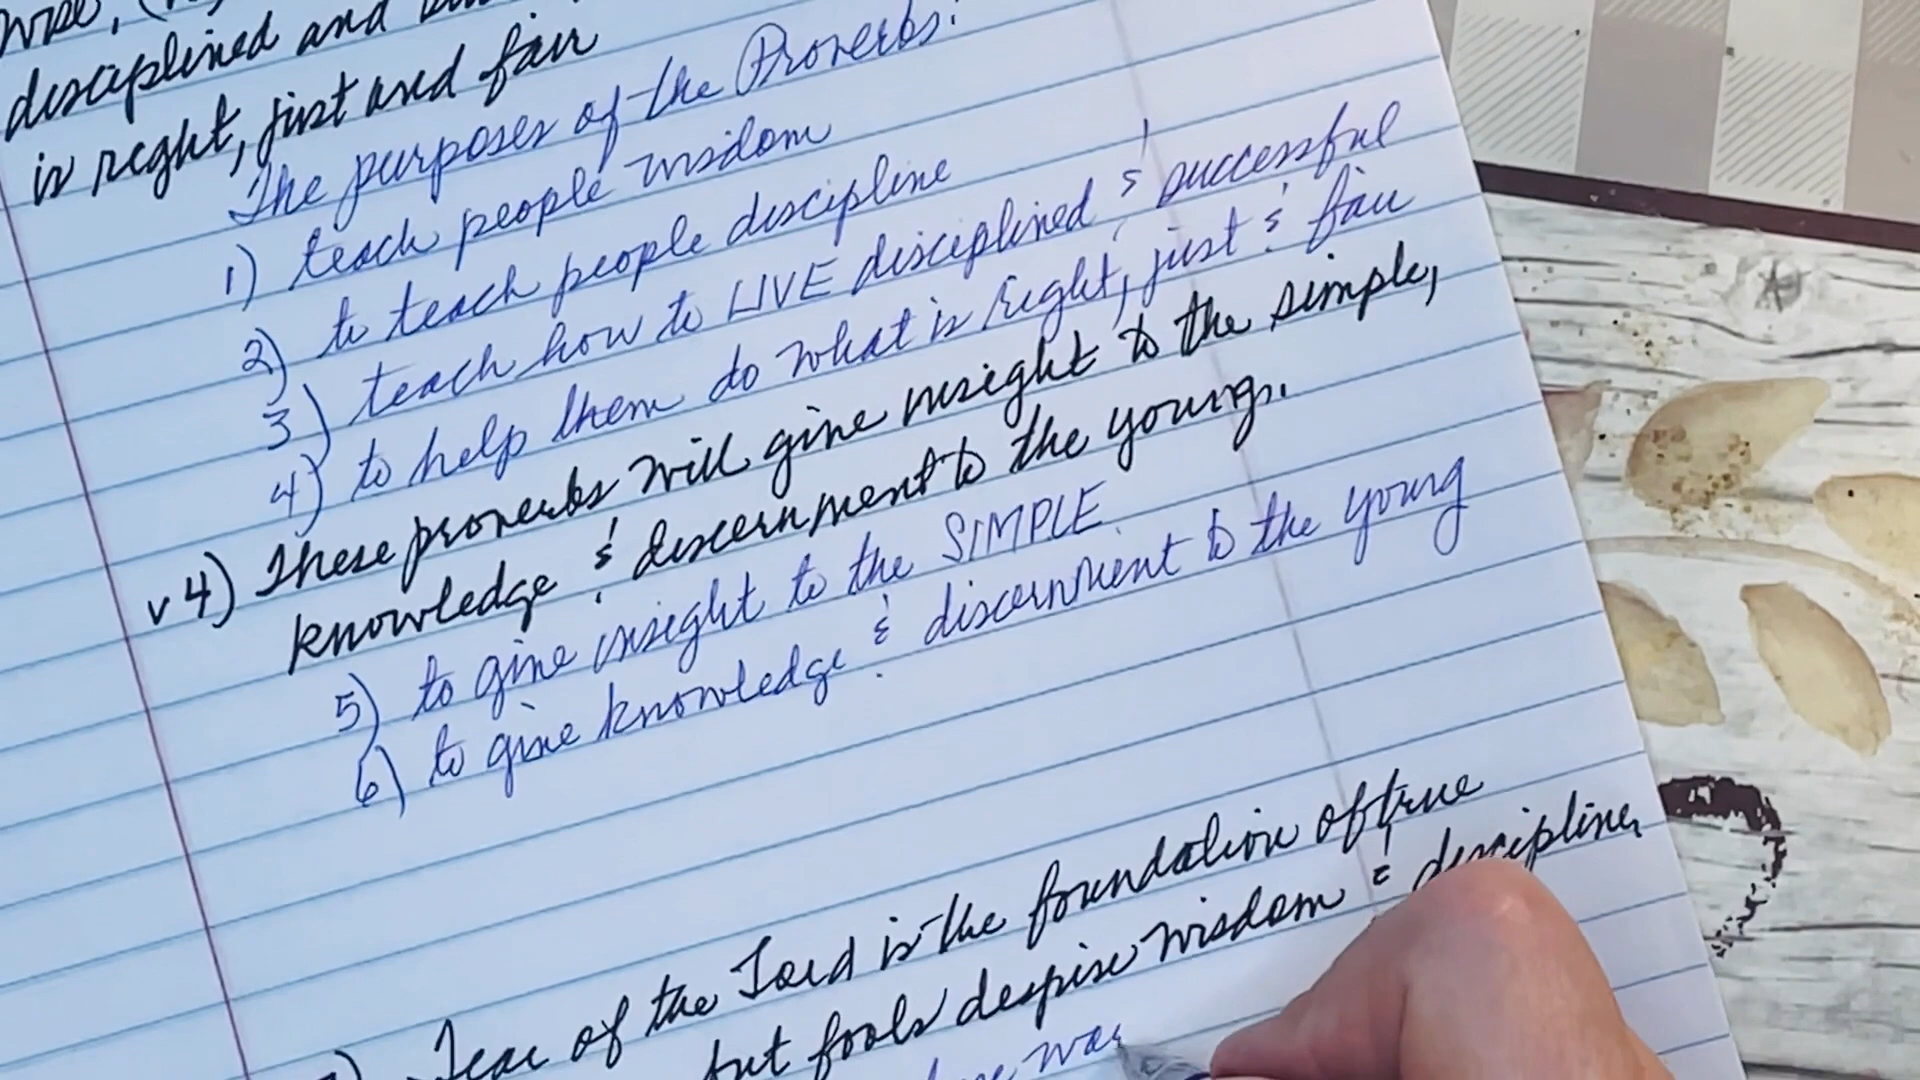 disciplined and
is right, just and fair
The purposes of the Proverbs:
1) teach people wisdom
2) to teach people discipline
3) teach how to LIVE disciplined & successful
4) to help them do what is right, just & fair
v4) These proverbs will give insight to the simple,
knowledge & discernment to the young.
5) to give insight to the SIMPLE
6) to give knowledge & discernment to the young
Fear of the Lord is the foundation of true
but fools despise wisdom & discipline
was